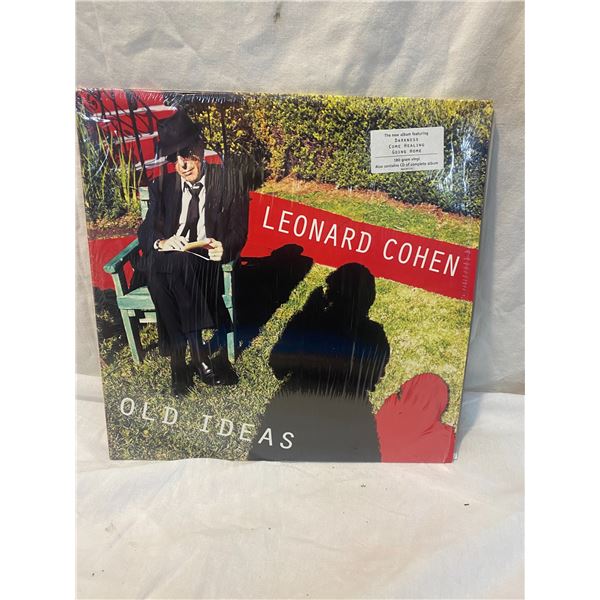 The new album featuring
DARKNESS
COME HEALING
GOING HOME
180 gram vinyl
Also contains CD of complete album
LEONARD COHEN
OLD IDEAS